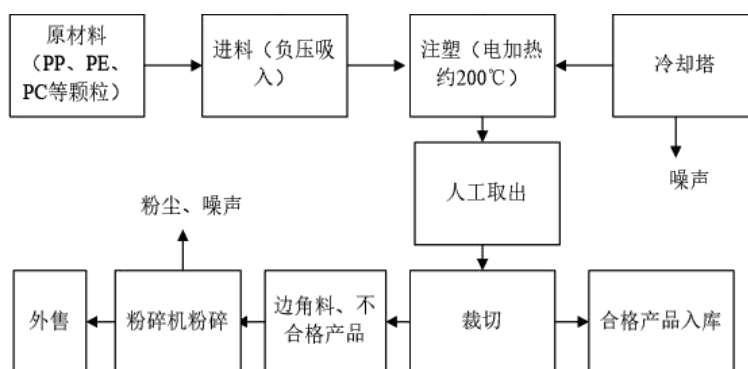 原材料
（PP、PE、
PC等颗粒）
进料（负压吸
入）
注塑（电加热
约200℃）
冷却塔
噪声
人工取出
粉尘、噪声
外售
粉碎机粉碎
边角料、不
合格产品
裁切
合格产品入库